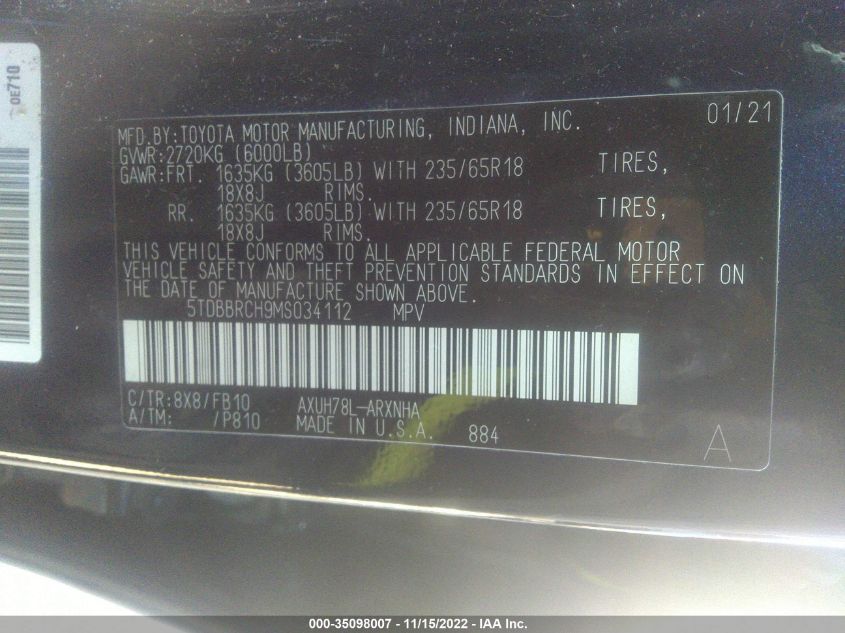 0E710
MFD.BY:TOYOTA MOTOR MANUFACTURING, INDIANA, INC. 01/21
GVWR:2720KG (6000LB)
GAWR:FRT. 1635KG (3605LB) WITH 235/65R18 TIRES,
18X8J RIMS.
RR. 1635KG (3605LB) WITH 235/65R18 TIRES,
18X8J RIMS.
THIS VEHICLE CONFORMS TO ALL APPLICABLE FEDERAL MOTOR
VEHICLE SAFETY AND THEFT PREVENTION STANDARDS IN EFFECT ON
THE DATE OF MANUFACTURE SHOWN ABOVE.
5TDBBRCH9MS034112 MPV
C/TR:8X8/FB10 AXUH78L-ARXNHA
A/TM: /P810 MADE IN U.S.A. 884
A
000-35098007 - 11/15/2022 - IAA Inc.